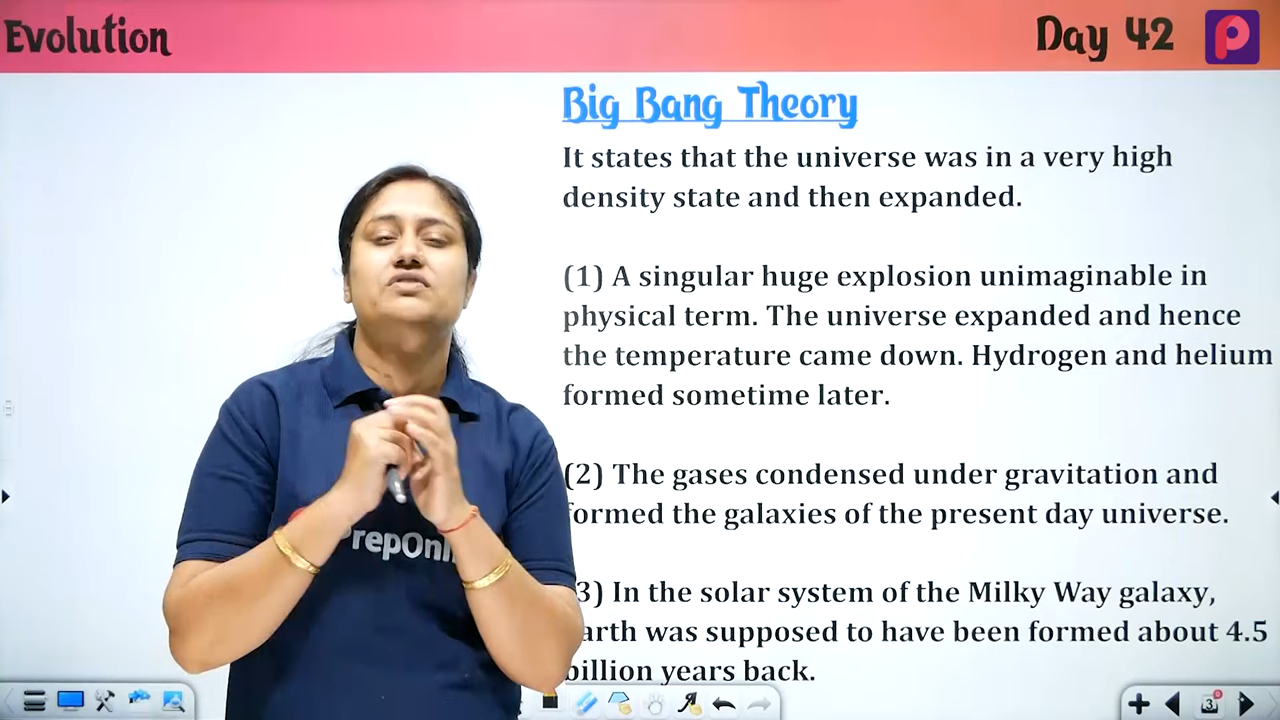 Evolution
Day 42
Big Bang Theory
It states that the universe was in a very high
density state and then expanded.
(1) A singular huge explosion unimaginable in
physical term. The universe expanded and hence
the temperature came down. Hydrogen and helium
formed sometime later.
(2) The gases condensed under gravitation and
formed the galaxies of the present day universe.
3) In the solar system of the Milky Way galaxy,
arth was supposed to have been formed about 4.5
billion years back.
PrepOnl
3